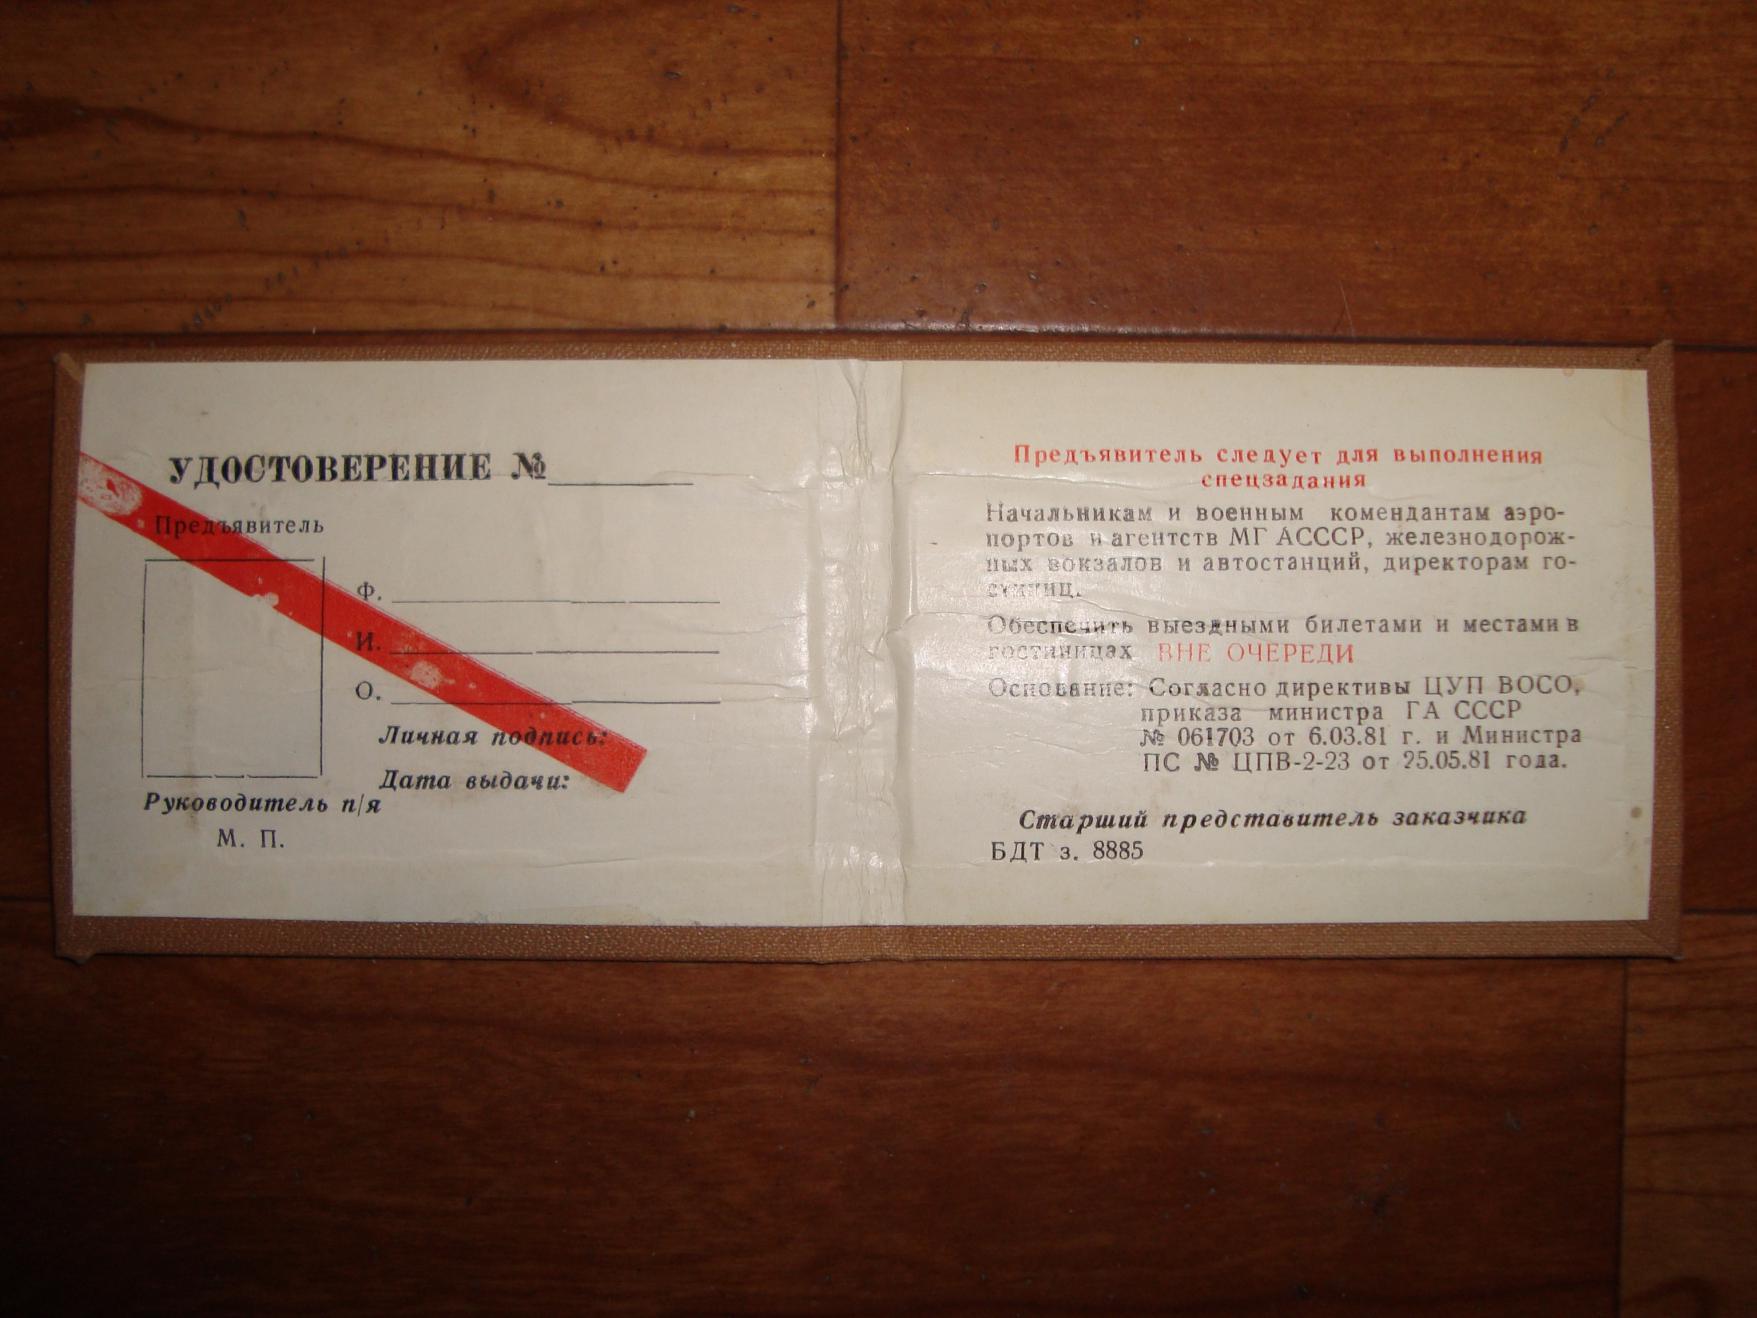 УДОСТОВЕРЕНИЕ №
Предъявитель
Ф.
И.
О.
Личная подпись:
Дата выдачи:
Руководитель п/я
М. П.
Предъявитель следует для выполнения
спецзадания
Начальникам и военным комендантам аэро-
портов и агентств МГ АСССР, железнодорож-
ных вокзалов и автостанций, директорам го-
стиниц.
Обеспечить выездными билетами и местами в
гостиницах ВНЕ ОЧЕРЕДИ
Основание: Согласно директивы ЦУП ВОСО,
приказа министра ГА СССР
№ 061703 от 6.03.81 г. и Министра
ПС № ЦПВ-2-23 от 25.05.81 года.
Старший представитель заказчика
БДТ з. 8885